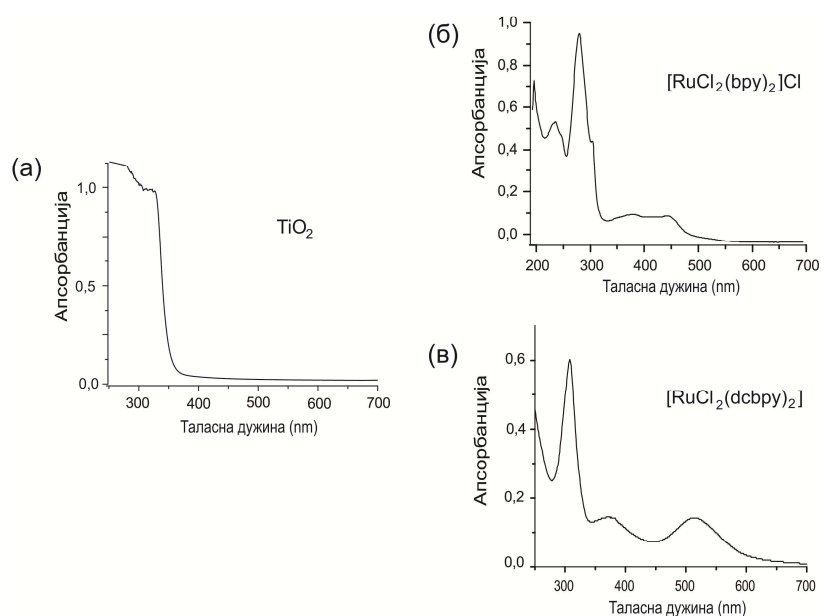 (а)
Апсорбанција
1,0
0,5
0,0
TiO2
300 400 500 600 700
Таласна дужина (nm)
(б)
Апсорбанција
1,0
0,8
0,6
0,4
0,2
0,0
[RuCl2(bpy)2]Cl
200 300 400 500 600 700
Таласна дужина (nm)
(в)
Апсорбанција
0,6
0,4
0,2
0,0
[RuCl2(dcbpy)2]
300 400 500 600 700
Таласна дужина (nm)